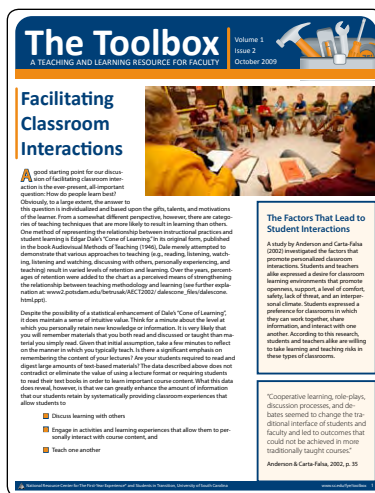 The Toolbox
A TEACHING AND LEARNING RESOURCE FOR FACULTY
Volume 1
Issue 2
October 2009
Facilitating
Classroom
Interactions
A good starting point for our discus-
sion of facilitating classroom inter-
action is the ever-present, all-important
question: How do people learn best?
Obviously, to a large extent, the answer to
this question is individualized and based upon the gifts, talents, and motivations
of the learner. From a somewhat different perspective, however, there are catego-
ries of teaching techniques that are more likely to result in learning than others.
One method of representing the relationship between instructional practices and
student learning is Edgar Dale's "Cone of Learning." In its original form, published
in the book Audiovisual Methods of Teaching (1946), Dale merely attempted to
demonstrate that various approaches to teaching (e.g., reading, listening, watch-
ing, listening and watching, discussing with others, personally experiencing, and
teaching) result in varied levels of retention and learning. Over the years, percent-
ages of retention were added to the chart as a perceived means of strengthening
the relationship between teaching methodology and learning (see further expla-
nation at: www2.potsdam.edu/betrusak/AECT2002/ dalescone_files/dalescone.
html.ppt).
Despite the possibility of a statistical enhancement of Dale's "Cone of Learning",
it does maintain a sense of intuitive value. Think for a minute about the level at
which you personally retain new knowledge or information. It is very likely that
you will remember materials that you both read and discussed or taught than ma-
terial you simply read. Given that initial assumption, take a few minutes to reflect
on the manner in which you typically teach. Is there a significant emphasis on
remembering the content of your lectures? Are your students required to read and
digest large amounts of text-based materials? The data described above does not
contradict or eliminate the value of using a lecture format or requiring students
to read their text books in order to learn important course content. What this data
does reveal, however, is that we can greatly enhance the amount of information
that our students retain by systematically providing classroom experiences that
allow students to
Discuss learning with others
Engage in activities and learning experiences that allow them to per-
sonally interact with course content, and
Teach one another
The Factors That Lead to
Student Interactions
A study by Anderson and Carta-Falsa
(2002) investigated the factors that
promote personalized classroom
interactions. Students and teachers
alike expressed a desire for classroom
learning environments that promote
openness, support, a level of comfort,
safety, lack of threat, and an interper-
sonal climate. Students expressed a
preference for classrooms in which
they can work together, share
information, and interact with one
another. According to this research,
students and teachers alike are willing
to take learning and teaching risks in
these types of classrooms.
"Cooperative learning, role-plays,
discussion processes, and de-
bates seemed to change the tra-
ditional interface of students and
faculty and led to outcomes that
could not be achieved in more
traditionally taught courses."
Anderson & Carta-Falsa, 2002, p. 35
National Resource Center for The First-Year Experience® and Students in Transition, University of South Carolina
www.sc.edu/fye/toolbox 1